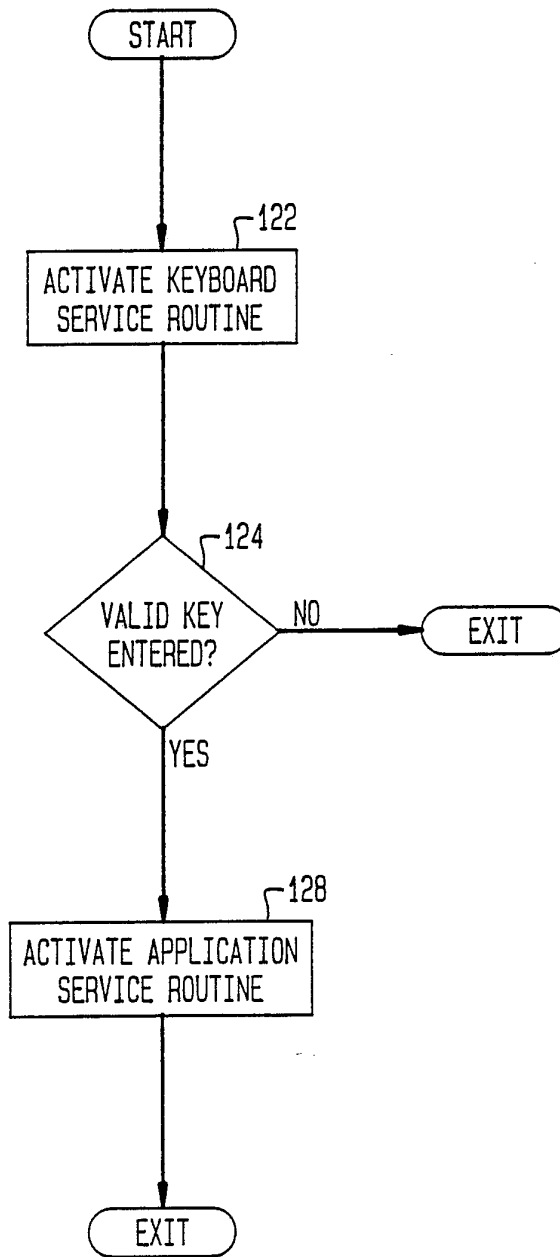 START
122
ACTIVATE KEYBOARD
SERVICE ROUTINE
124
VALID KEY
ENTERED?
NO
EXIT
YES
128
ACTIVATE APPLICATION
SERVICE ROUTINE
EXIT